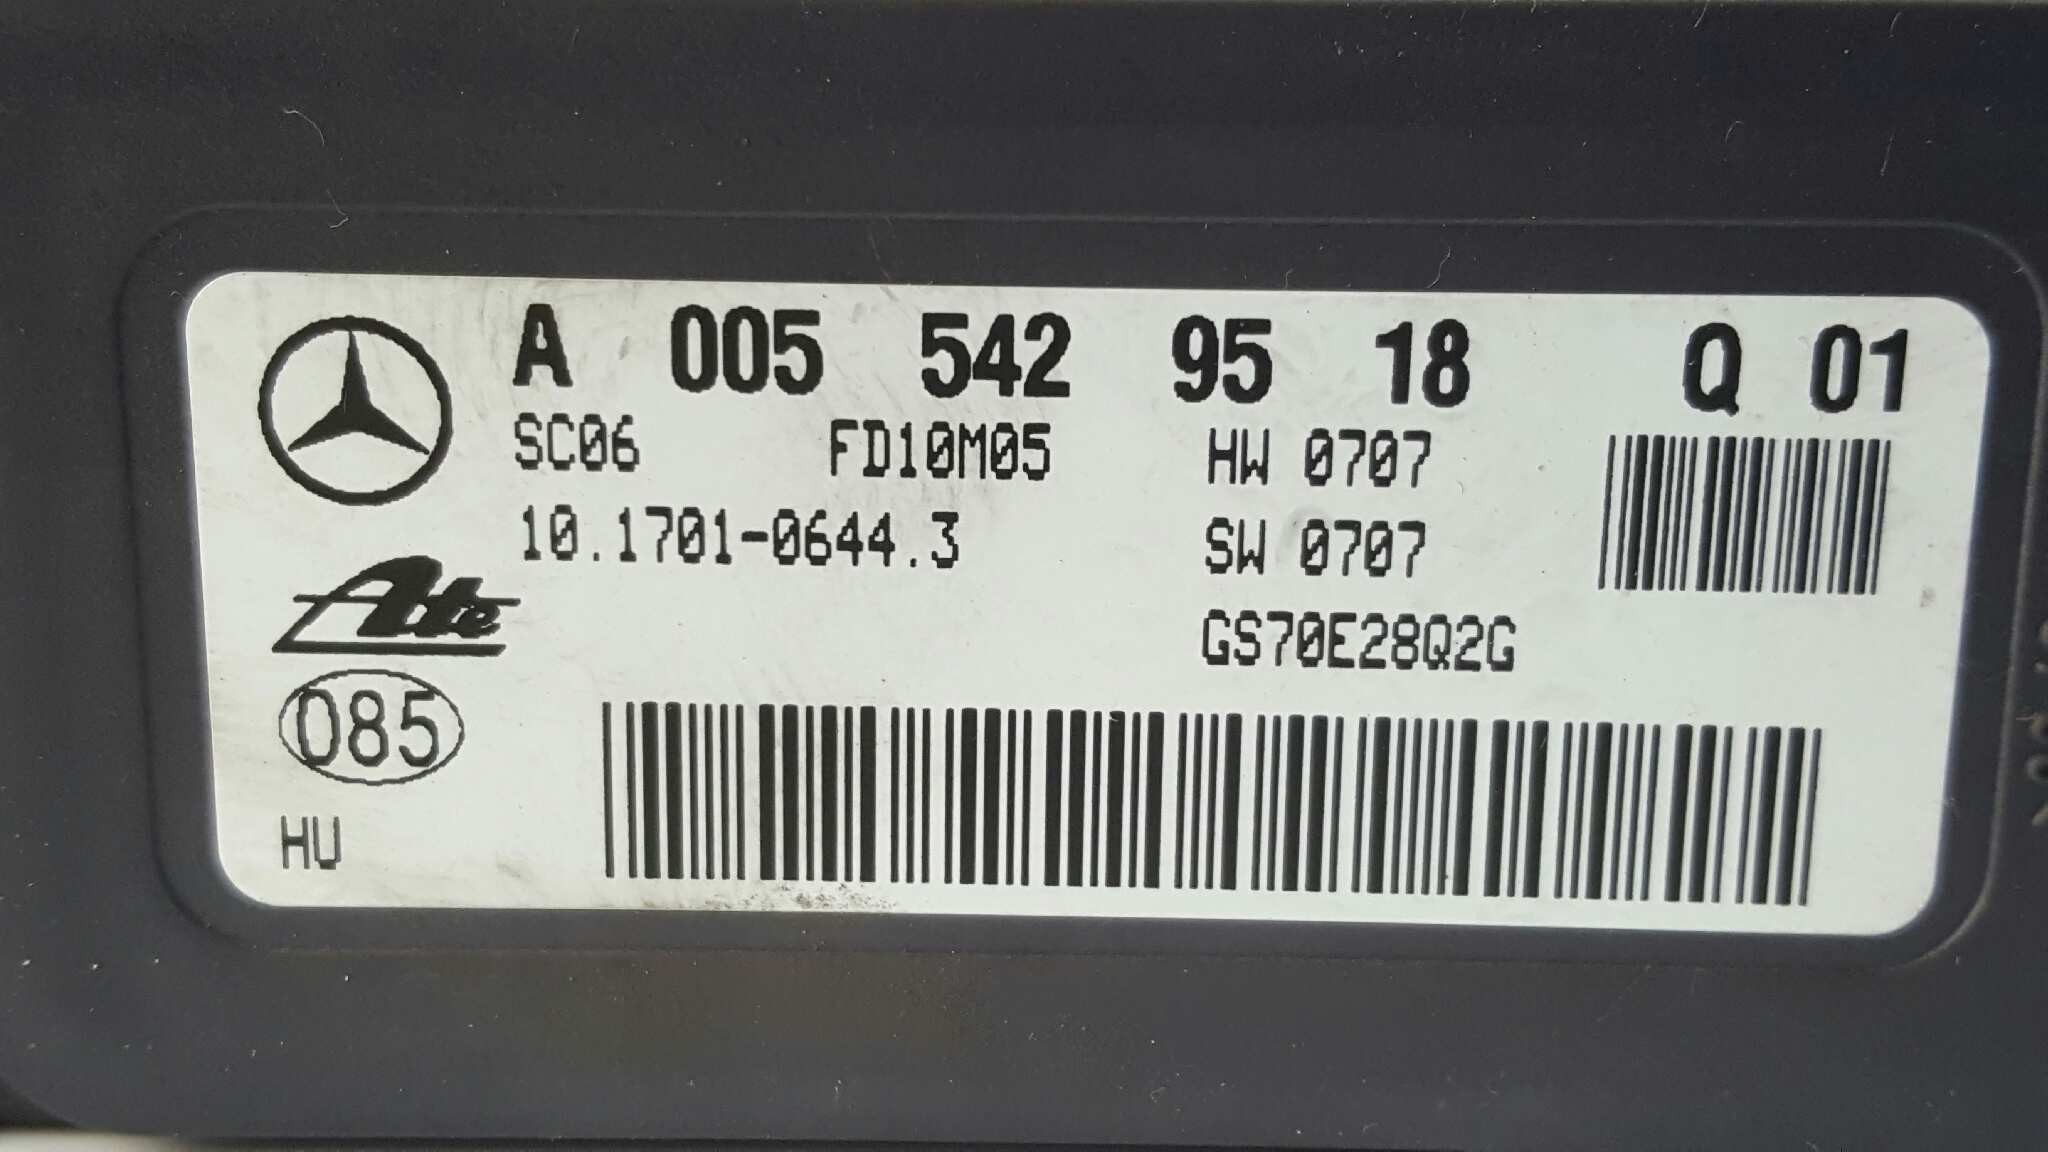 A 005 542 95 18 Q 01
SC06 FD10M05 HW 0707
10.1701-0644.3 SW 0707
Ate
GS70E28Q2G
085
HU